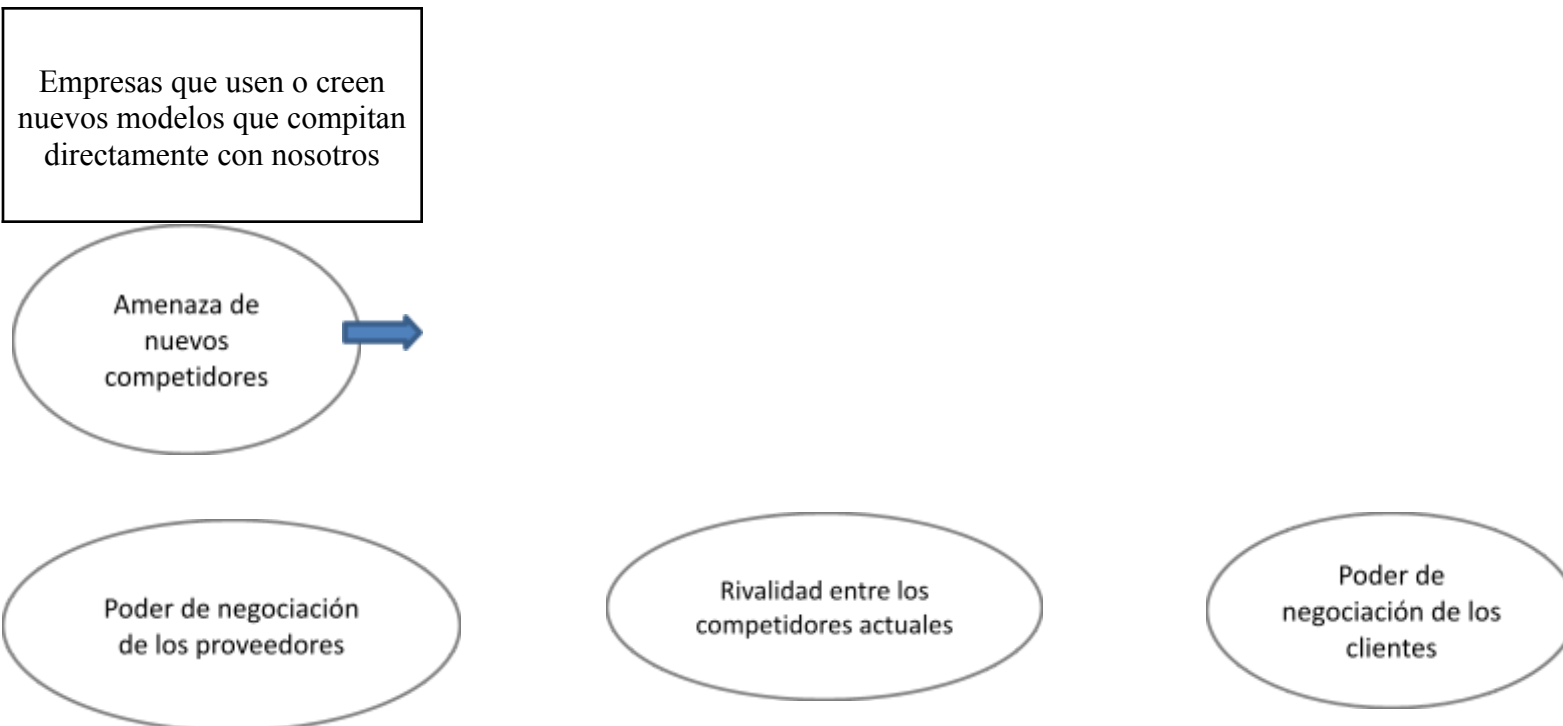 Empresas que usen o creen
nuevos modelos que compitan
directamente con nosotros
Amenaza de
nuevos
competidores
Poder de negociación
de los proveedores
Rivalidad entre los
competidores actuales
Poder de
negociación de los
clientes